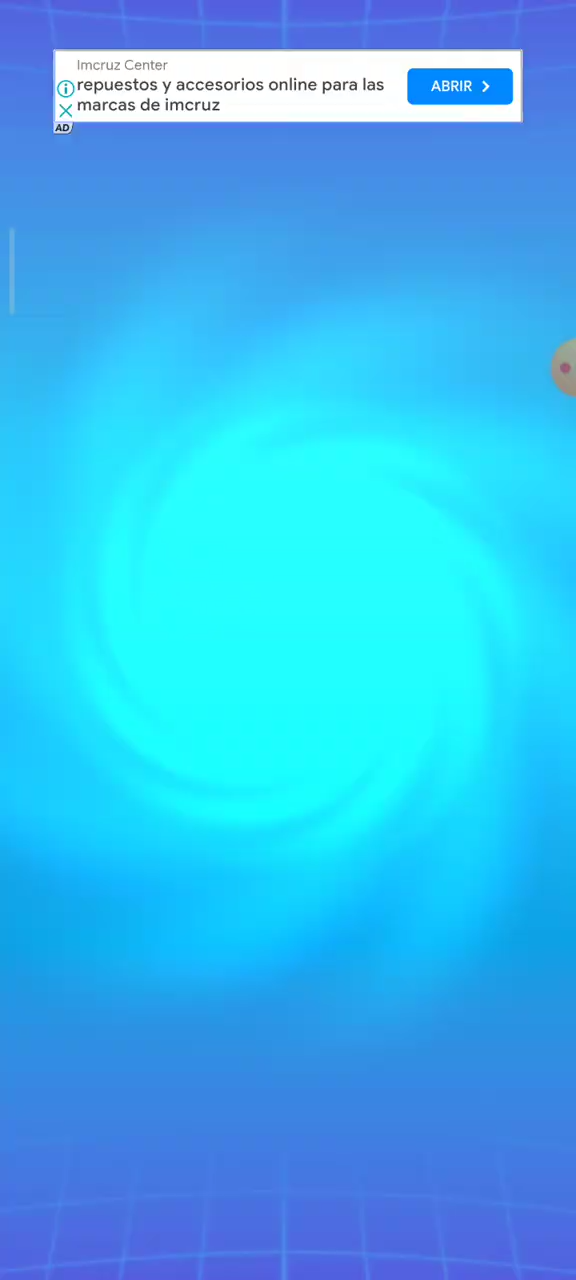 Imcruz Center
repuestos y accesorios online para las
marcas de imcruz
ABRIR
AD